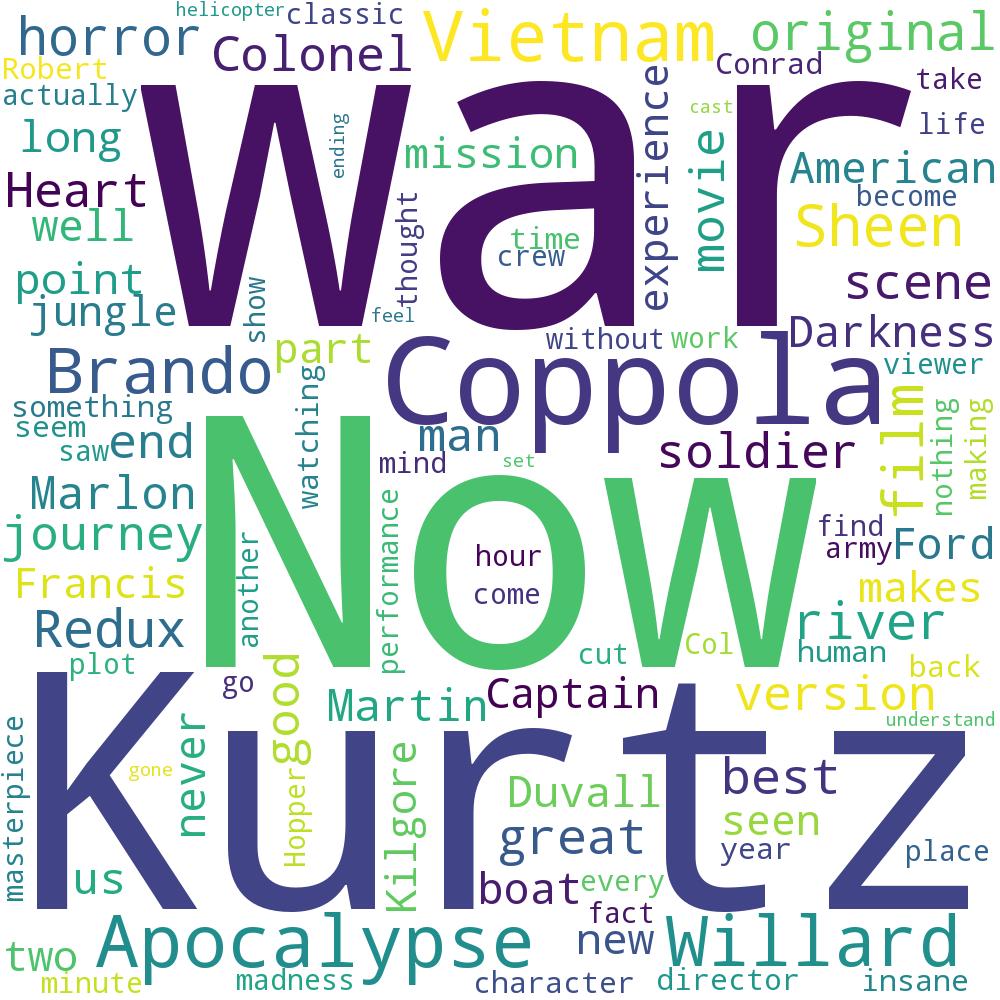 helicopter
classic
horror
Colonel
Vietnam
original
Robert
Conrad
take
actually
war
cast
life
long
ending
mission
experience
movie
American
Heart
become
well
thought
time
crew
Sheen
point
show
scene
jungle
feel
part
without
work
Darkness
Brando
Coppola
viewer
something
watching
seem
saw
end
man
soldier
film
nothing
making
Marlon
Now
mind
set
journey
another
performance
hour
find
army
Ford
Francis
come
makes
Redux
river
plot
cut
Col
human
back
go
good
Martin
Captain
version
Kurtz
understand
masterpiece
gone
never
Hopper
Kilgore
Duvall
best
seen
great
year
place
us
boat
every
fact
two
Apocalypse
new
Willard
minute
madness
character
director
insane